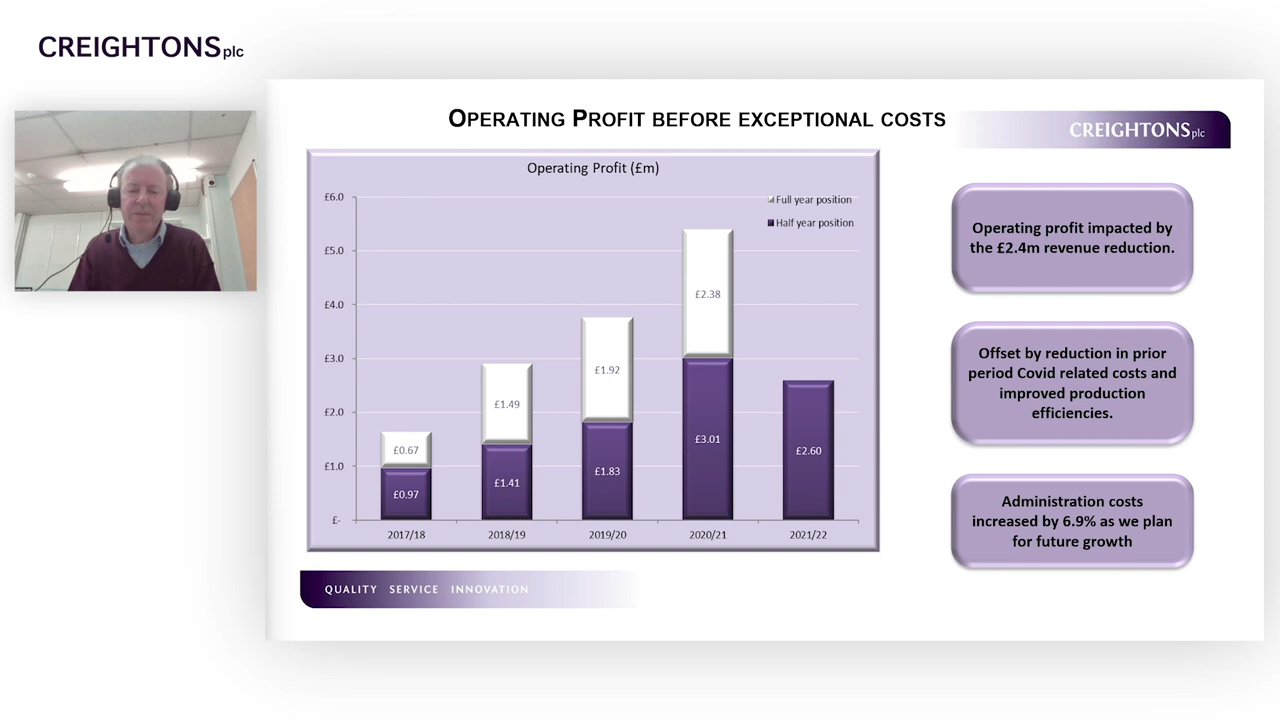 CREIGHTONS plc
OPERATING PROFIT BEFORE EXCEPTIONAL COSTS
CREIGHTONS plc
Operating Profit (£m)
Full year position
Half year position
£6.0
£5.0
£4.0
£3.0
£2.0
£1.0
£-
£0.67
£0.97
£1.49
£1.41
£1.92
£1.83
£2.38
£3.01
£2.60
2017/18 2018/19 2019/20 2020/21 2021/22
Operating profit impacted by
the £2.4m revenue reduction.
Offset by reduction in prior
period Covid related costs and
improved production
efficiencies.
Administration costs
increased by 6.9% as we plan
for future growth
QUALITY SERVICE INNOVATION